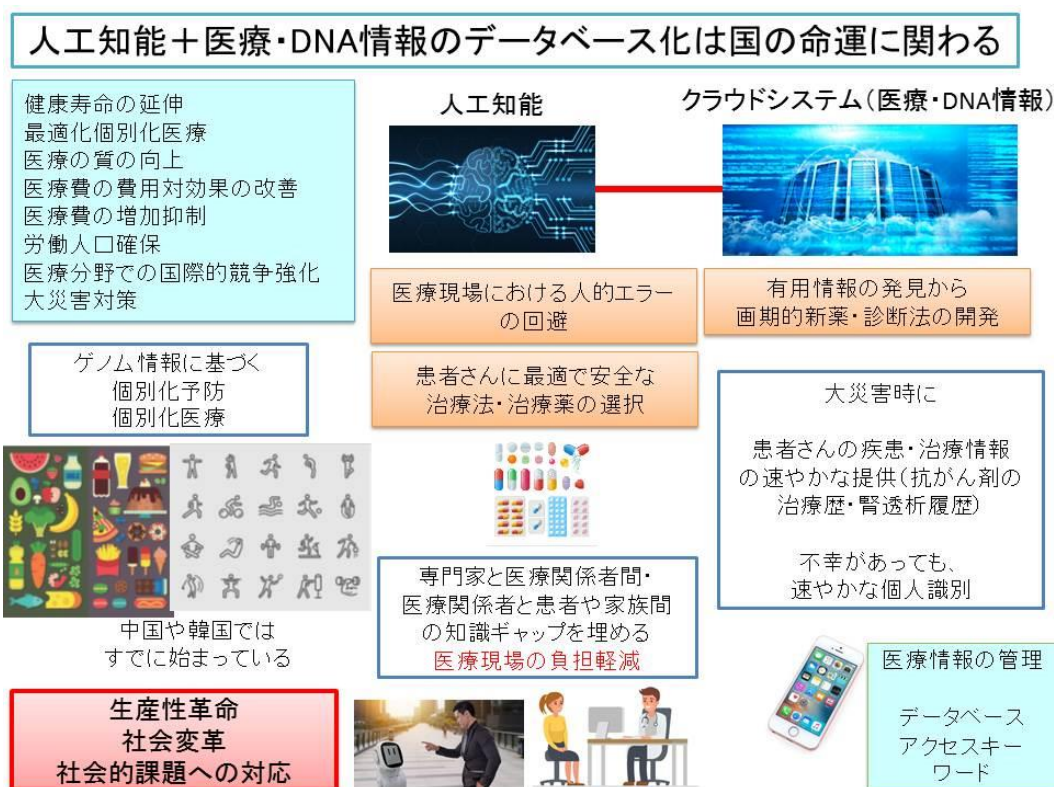 人工知能＋医療・DNA情報のデータベース化は国の命運に関わる
健康寿命の延伸
最適化個別化医療
医療の質の向上
医療費の費用対効果の改善
医療費の増加抑制
労働人口確保
医療分野での国際的競争強化
大災害対策
人工知能
クラウドシステム（医療・DNA情報）
医療現場における人的エラー
の回避
有用情報の発見から
画期的新薬・診断法の開発
ゲノム情報に基づく
個別化予防
個別化医療
患者さんに最適で安全な
治療法・治療薬の選択
大災害時に
患者さんの疾患・治療情報
の速やかな提供（抗がん剤の
治療歴・腎透析履歴）
不幸があっても、
速やかな個人識別
中国や韓国では
すでに始まっている
専門家と医療関係者間・
医療関係者と患者や家族間
の知識ギャップを埋める
医療現場の負担軽減
生産性革命
社会変革
社会的課題への対応
医療情報の管理
データベース
アクセスキー
ワード